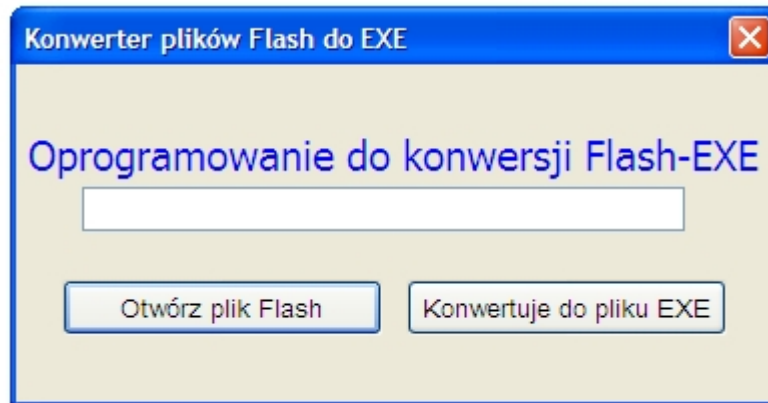 Konwerter plików Flash do EXE
Oprogramowanie do konwersji Flash-EXE
Otwórz plik Flash
Konwertuje do pliku EXE